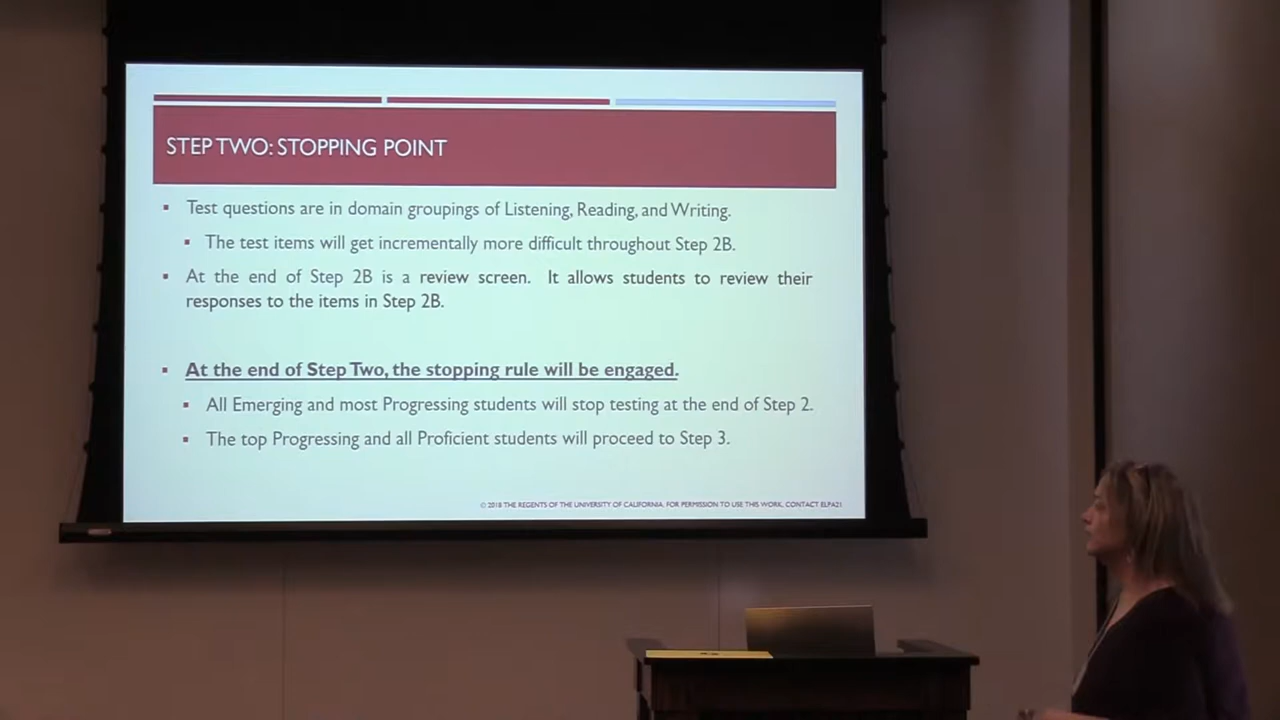 STEP TWO: STOPPING POINT
▪ Test questions are in domain groupings of Listening, Reading, and Writing.
▪ The test items will get incrementally more difficult throughout Step 2B.
▪ At the end of Step 2B is a review screen. It allows students to review their
responses to the items in Step 2B.
▪ At the end of Step Two, the stopping rule will be engaged.
▪ All Emerging and most Progressing students will stop testing at the end of Step 2.
▪ The top Progressing and all Proficient students will proceed to Step 3.
© 2018 THE REGENTS OF THE UNIVERSITY OF CALIFORNIA. FOR PERMISSION TO USE THIS WORK, CONTACT ELPA21